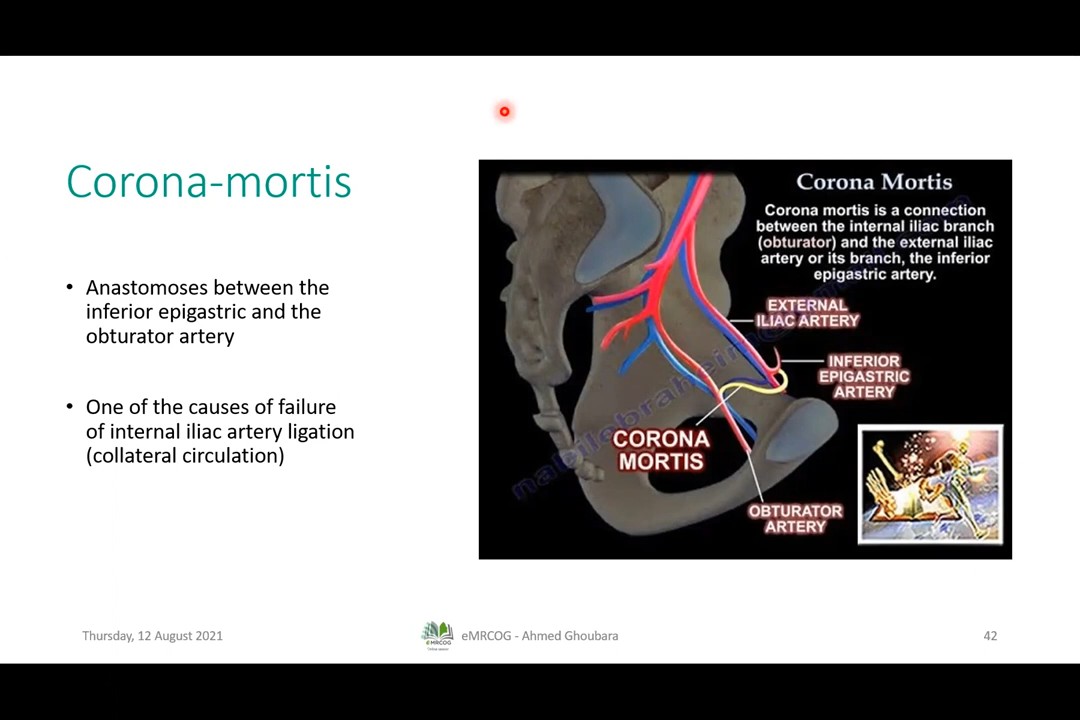 Corona-mortis
• Anastomoses between the
inferior epigastric and the
obturator artery
• One of the causes of failure
of internal iliac artery ligation
(collateral circulation)
Corona Mortis
Corona mortis is a connection
between the internal iliac branch
(obturator) and the external iliac
artery or its branch, the inferior
epigastric artery.
EXTERNAL
ILIAC ARTERY
INFERIOR
EPIGASTRIC
ARTERY
CORONA
MORTIS
OBTURATOR
ARTERY
Thursday, 12 August 2021
eMRCOG
eMRCOG - Ahmed Ghoubara
42